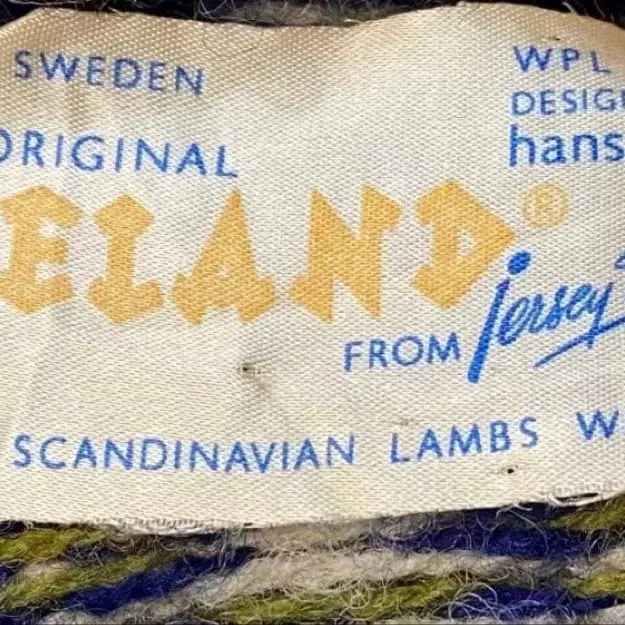 SWEDEN
WPL
DESIG
ORIGINAL
hans
ELAND®
FROM jersey
SCANDINAVIAN LAMBS W